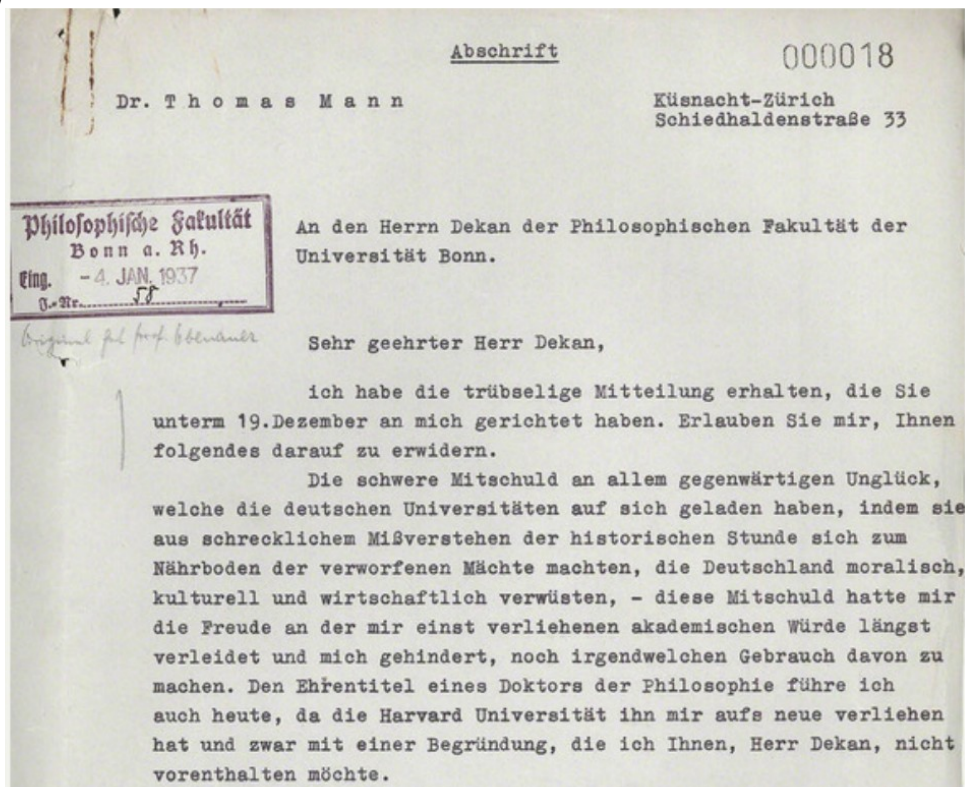 Abschrift
000018
Dr. Thomas Mann
Küsnacht-Zürich
Schiedhaldenstraße 33
Philosophische Fakultät
Bonn a. Rh.
Eing. -4. JAN. 1937
J.-Nr. 58
An den Herrn Dekan der Philosophischen Fakultät der
Universität Bonn.
Original bei Prof. Obenauer
Sehr geehrter Herr Dekan,
ich habe die trübselige Mitteilung erhalten, die Sie
unterm 19.Dezember an mich gerichtet haben. Erlauben Sie mir, Ihnen
folgendes darauf zu erwidern.
Die schwere Mitschuld an allem gegenwärtigen Unglück,
welche die deutschen Universitäten auf sich geladen haben, indem sie
aus schrecklichem Mißverstehen der historischen Stunde sich zum
Nährboden der verworfenen Mächte machten, die Deutschland moralisch,
kulturell und wirtschaftlich verwüsten, - diese Mitschuld hatte mir
die Freude an der mir einst verliehenen akademischen Würde längst
verleidet und mich gehindert, noch irgendwelchen Gebrauch davon zu
machen. Den Ehrentitel eines Doktors der Philosophie führe ich
auch heute, da die Harvard Universität ihn mir aufs neue verliehen
hat und zwar mit einer Begründung, die ich Ihnen, Herr Dekan, nicht
vorenthalten möchte.